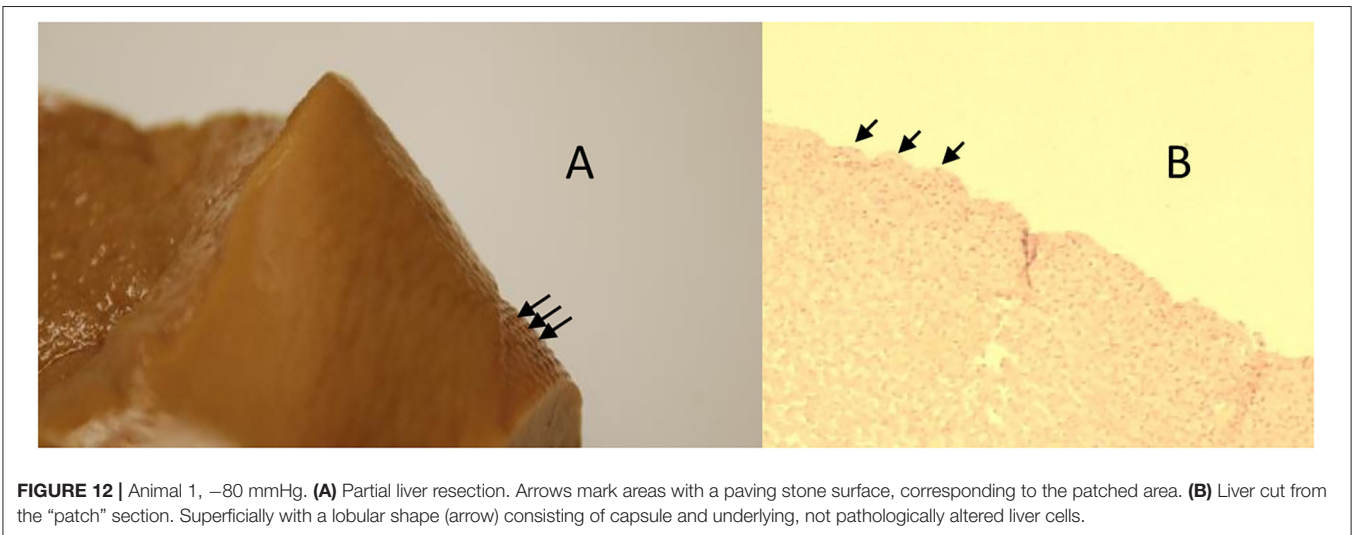 A
B
FIGURE 12 | Animal 1, −80 mmHg. (A) Partial liver resection. Arrows mark areas with a paving stone surface, corresponding to the patched area. (B) Liver cut from
the “patch” section. Superficially with a lobular shape (arrow) consisting of capsule and underlying, not pathologically altered liver cells.